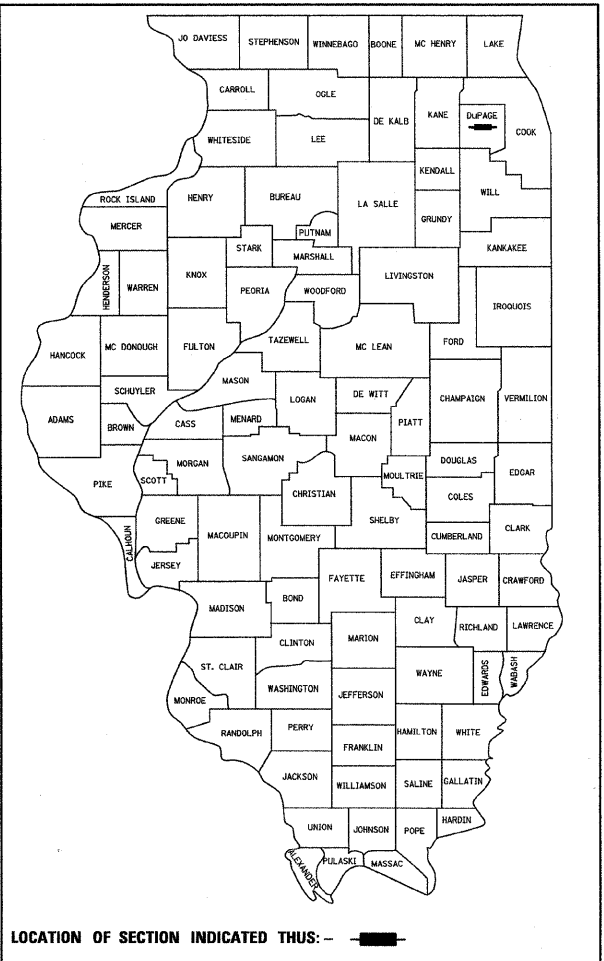 JO DAVIESS
STEPHENSON
WINNEBAGO
BOONE
MC HENRY
LAKE
CARROLL
OGLE
DE KALB
KANE
DuPAGE
COOK
WHITESIDE
LEE
KENDALL
WILL
ROCK ISLAND
HENRY
BUREAU
LA SALLE
GRUNDY
MERCER
PUTNAM
KANKAKEE
STARK
MARSHALL
HENDERSON
WARREN
KNOX
PEORIA
WOODFORD
LIVINGSTON
IROQUOIS
HANCOCK
MC DONOUGH
FULTON
TAZEWELL
MC LEAN
FORD
MASON
SCHUYLER
LOGAN
DE WITT
CHAMPAIGN
VERMILION
ADAMS
BROWN
CASS
MENARD
PIATT
MACON
PIKE
SCOTT
MORGAN
SANGAMON
MOULTRIE
DOUGLAS
EDGAR
CHRISTIAN
COLES
GREENE
MACOUPIN
MONTGOMERY
SHELBY
CUMBERLAND
CLARK
CALHOUN
JERSEY
FAYETTE
EFFINGHAM
JASPER
CRAWFORD
MADISON
BOND
CLAY
RICHLAND
LAWRENCE
CLINTON
MARION
ST. CLAIR
WAYNE
EDWARDS
WABASH
WASHINGTON
JEFFERSON
MONROE
RANDOLPH
PERRY
HAMILTON
WHITE
FRANKLIN
JACKSON
WILLIAMSON
SALINE
GALLATIN
UNION
JOHNSON
POPE
HARDIN
ALEXANDER
PULASKI
MASSAC
LOCATION OF SECTION INDICATED THUS: -